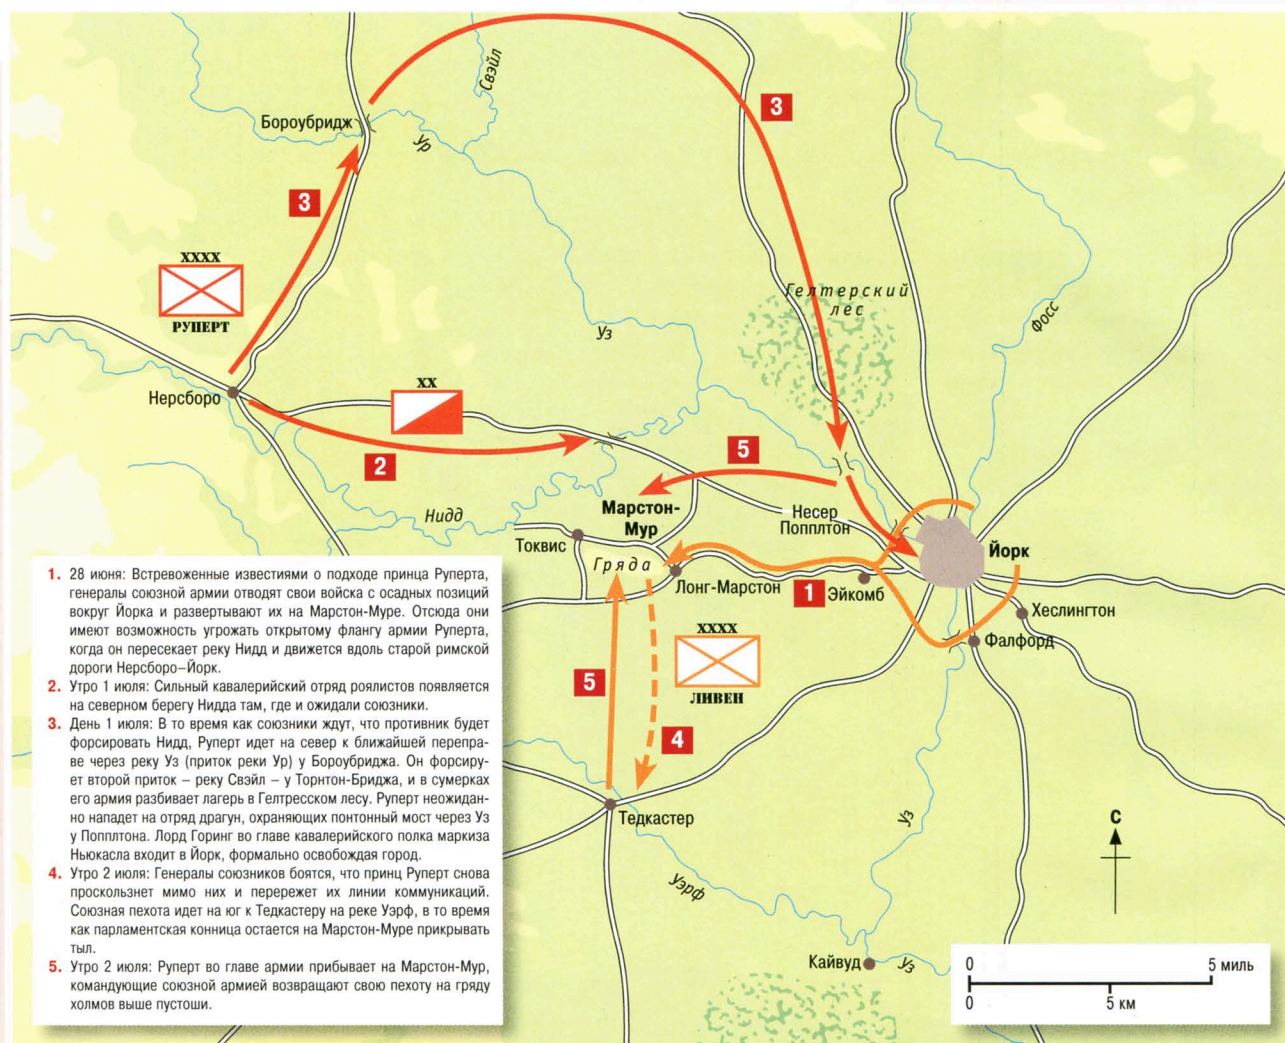 Свэйл
Бороубридж
3
Ур
3
XXXX
РУПЕРТ
Гелтерский
лес
Фосс
Уз
Нерсборо
XX
2
5
Нидд
Марстон-
Мур
Несер
Попплтон
Токвис
Гряда
Йорк
Лонг-Марстон
1
Эйкомб
Хеслингтон
Фалфорд
XXXX
ЛИВЕН
5
4
Тедкастер
Уз
Уэрф
С
Кайвуд
Уз
0 5 миль
0 5 км
1. 28 июня: Встревоженные известиями о подходе принца Руперта,
генералы союзной армии отводят свои войска с осадных позиций
вокруг Йорка и развертывают их на Марстон-Муре. Отсюда они
имеют возможность угрожать открытому флангу армии Руперта,
когда он пересекает реку Нидд и движется вдоль старой римской
дороги Нерсборо–Йорк.
2. Утро 1 июля: Сильный кавалерийский отряд роялистов появляется
на северном берегу Нидда там, где и ожидали союзники.
3. День 1 июля: В то время как союзники ждут, что противник будет
форсировать Нидд, Руперт идет на север к ближайшей перепра-
ве через реку Уз (приток реки Ур) у Бороубриджа. Он форсиру-
ет второй приток – реку Свэйл – у Торнтон-Бриджа, и в сумерках
его армия разбивает лагерь в Гелтресском лесу. Руперт неожидан-
но нападет на отряд драгун, охраняющих понтонный мост через Уз
у Попплтона. Лорд Горинг во главе кавалерийского полка маркиза
Ньюкасла входит в Йорк, формально освобождая город.
4. Утро 2 июля: Генералы союзников боятся, что принц Руперт снова
проскользнет мимо них и перережет их линии коммуникаций.
Союзная пехота идет на юг к Тедкастеру на реке Уэрф, в то время
как парламентская конница остается на Марстон-Муре прикрывать
тыл.
5. Утро 2 июля: Руперт во главе армии прибывает на Марстон-Мур,
командующие союзной армией возвращают свою пехоту на гряду
холмов выше пустоши.